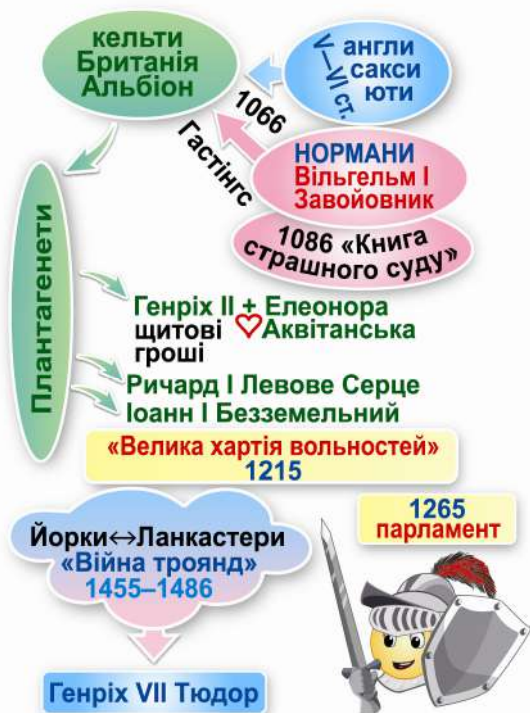 кельти
Британія
Альбіон
V—VI ст.
англи
сакси
юти
1066
Гастінгс
НОРМАНИ
Вільгельм І
Завойовник
1086 «Книга
страшного суду»
Плантагенети
Генріх ІІ + Елеонора
щитові Аквітанська
гроші
Ричард І Левове Серце
Іоанн І Безземельний
«Велика хартія вольностей»
1215
1265
парламент
Йорки↔Ланкастери
«Війна троянд»
1455–1486
Генріх VII Тюдор